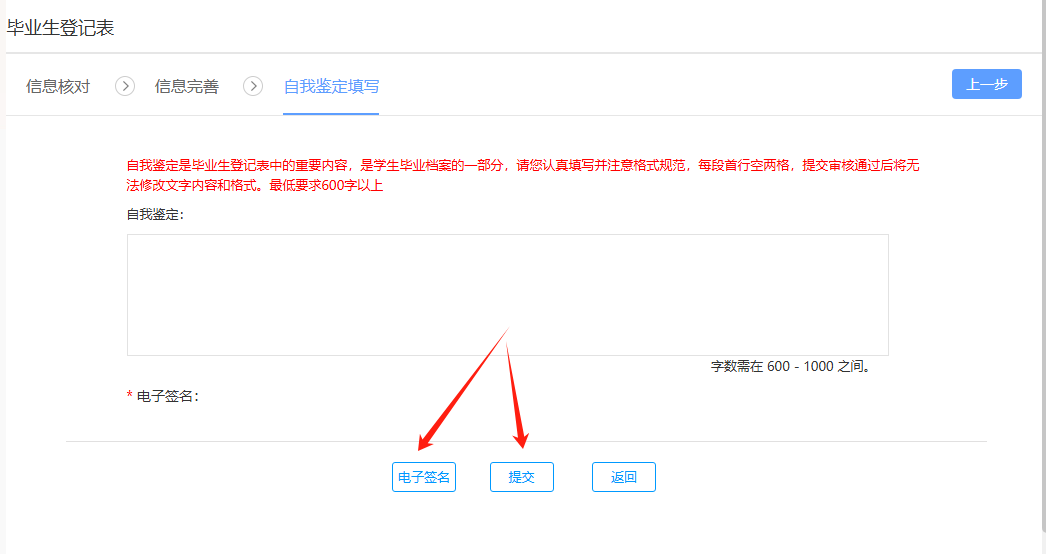 毕业生登记表
信息核对 信息完善 自我鉴定填写 上一步
自我鉴定是毕业生登记表中的重要内容，是学生毕业档案的一部分，请您认真填写并注意格式规范，每段首行空两格，提交审核通过后将无
法修改文字内容和格式。最低要求600字以上
自我鉴定：
字数需在 600 - 1000 之间。
* 电子签名：
电子签名 提交 返回